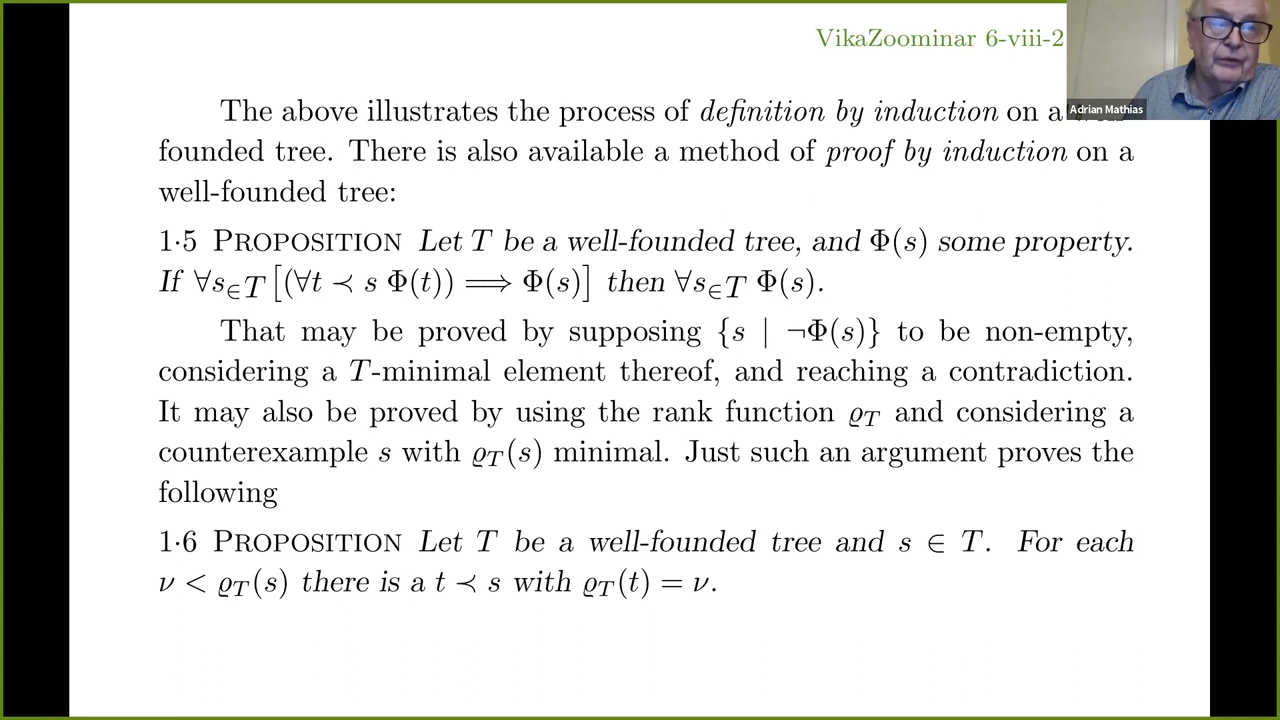 VikaZoominar 6-viii-2
Adrian Mathias
The above illustrates the process of definition by induction on a
founded tree. There is also available a method of proof by induction on a
well-founded tree:
1·5 PROPOSITION Let T be a well-founded tree, and Φ(s) some property.
If ∀s∈T [(∀t ≺ s Φ(t)) ⟹ Φ(s)] then ∀s∈T Φ(s).
That may be proved by supposing {s | ¬Φ(s)} to be non-empty,
considering a T-minimal element thereof, and reaching a contradiction.
It may also be proved by using the rank function ϱ_T and considering a
counterexample s with ϱ_T(s) minimal. Just such an argument proves the
following
1·6 PROPOSITION Let T be a well-founded tree and s ∈ T. For each
ν < ϱ_T(s) there is a t ≺ s with ϱ_T(t) = ν.